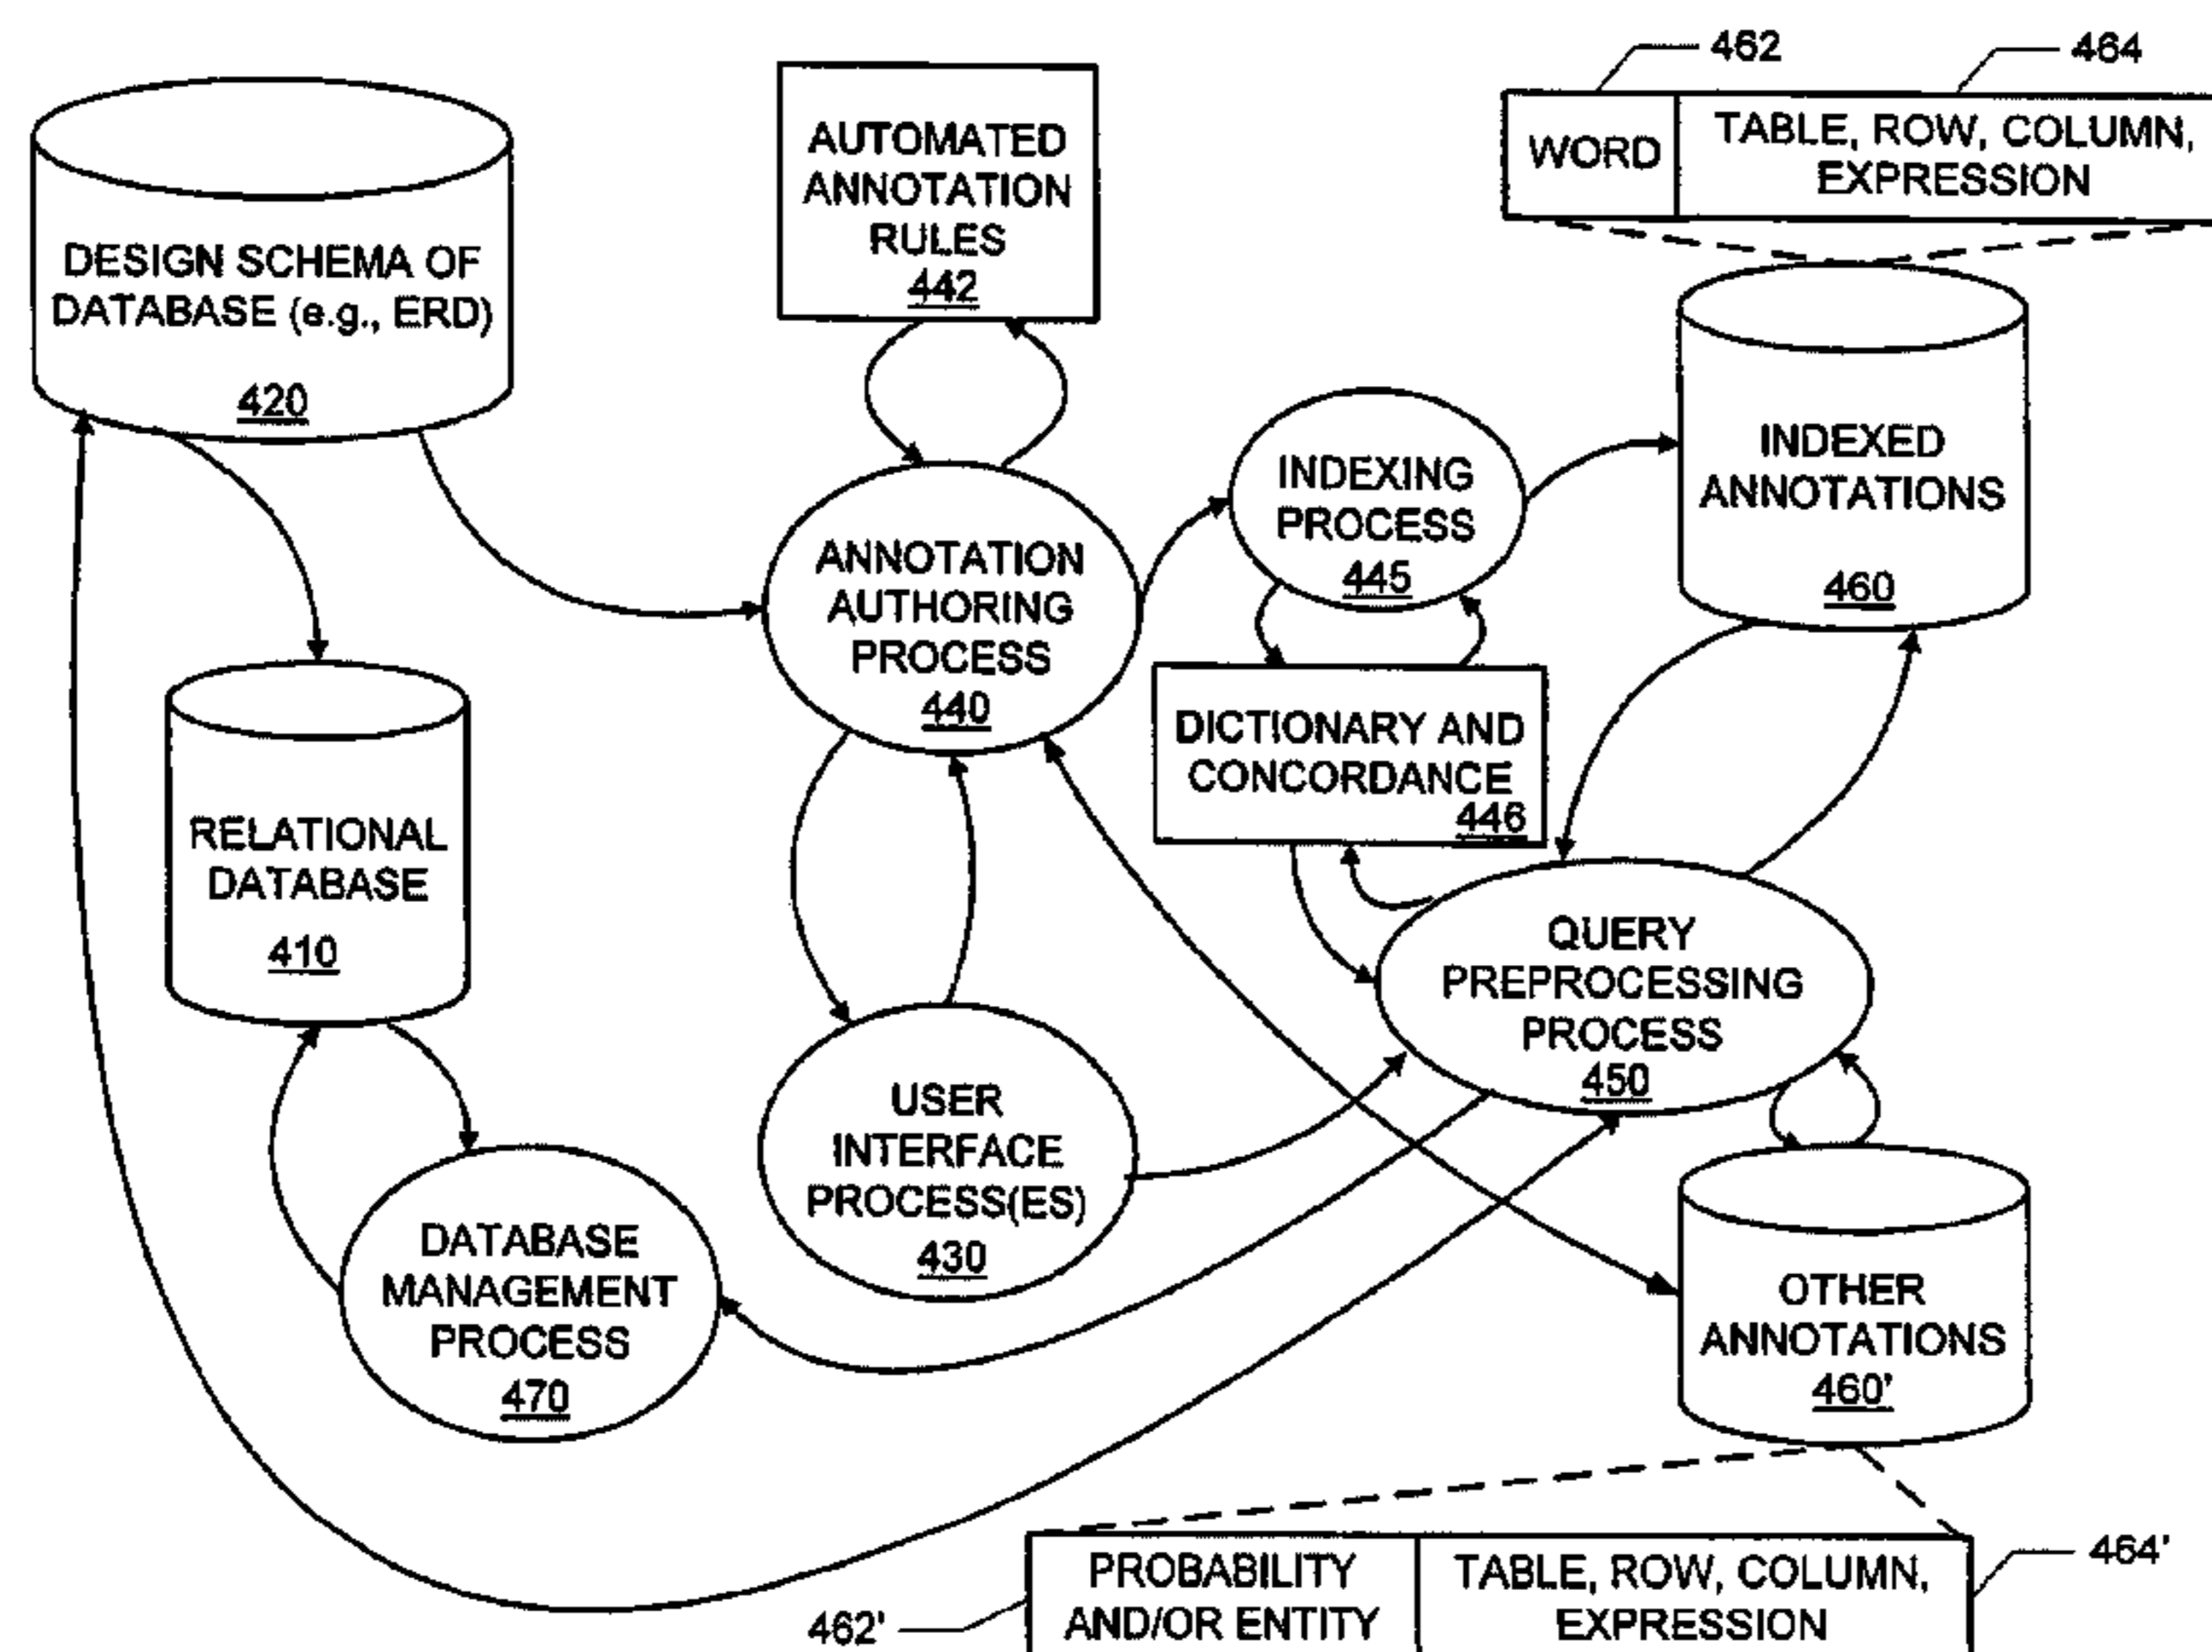 462
464
WORD
TABLE, ROW, COLUMN,
EXPRESSION
DESIGN SCHEMA OF
DATABASE (e.g., ERD)
420
AUTOMATED
ANNOTATION
RULES
442
INDEXING
PROCESS
445
INDEXED
ANNOTATIONS
460
ANNOTATION
AUTHORING
PROCESS
440
DICTIONARY AND
CONCORDANCE
446
RELATIONAL
DATABASE
410
QUERY
PREPROCESSING
PROCESS
450
USER
INTERFACE
PROCESS(ES)
430
DATABASE
MANAGEMENT
PROCESS
470
OTHER
ANNOTATIONS
460'
PROBABILITY
AND/OR ENTITY
TABLE, ROW, COLUMN,
EXPRESSION
464'
462'